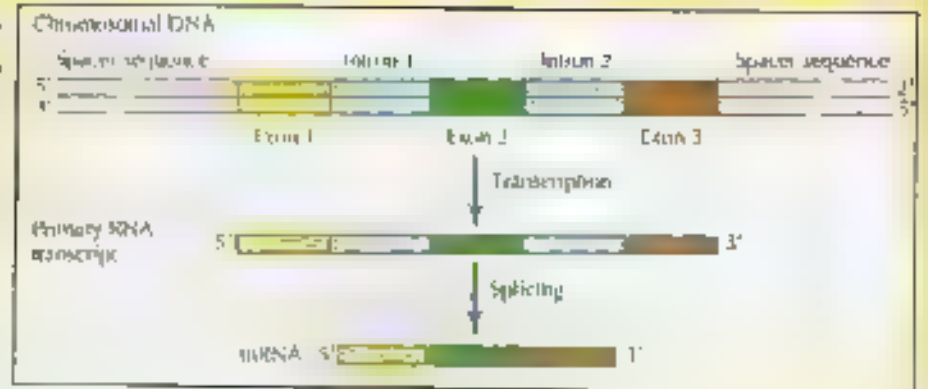 Chromosomal DNA
Spacer sequence Intron 1 Intron 2 Spacer sequence
5'
Exon 1 Exon 2 Exon 3
Transcription
Primary RNA
transcript
5' 3'
Splicing
mRNA 5' 3'